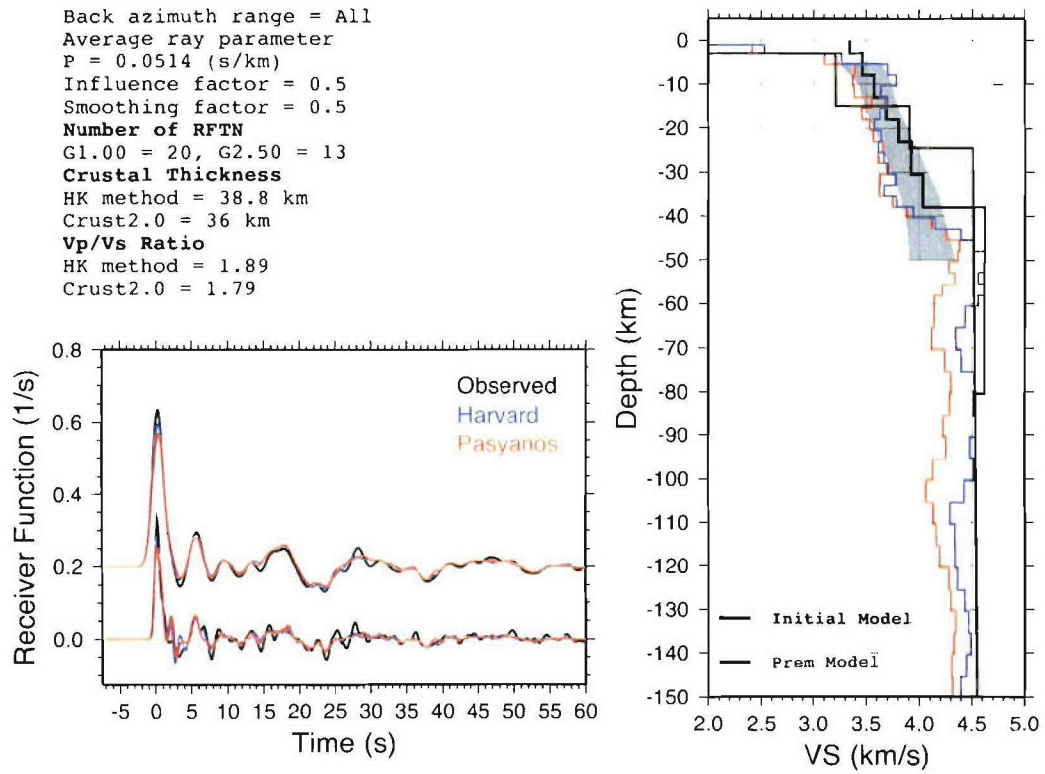 Back azimuth range = All
Average ray parameter
P = 0.0514 (s/km)
Influence factor = 0.5
Smoothing factor = 0.5
Number of RFTN
G1.00 = 20, G2.50 = 13
Crustal Thickness
HK method = 38.8 km
Crust2.0 = 36 km
Vp/Vs Ratio
HK method = 1.89
Crust2.0 = 1.79
Receiver Function (1/s)
0.8
0.6
0.4
0.2
0.0
Observed
Harvard
Pasyanos
-5 0 5 10 15 20 25 30 35 40 45 50 55 60
Time (s)
Depth (km)
0
-10
-20
-30
-40
-50
-60
-70
-80
-90
-100
-110
-120
-130
-140
-150
Initial Model
Prem Model
2.0 2.5 3.0 3.5 4.0 4.5 5.0
VS (km/s)